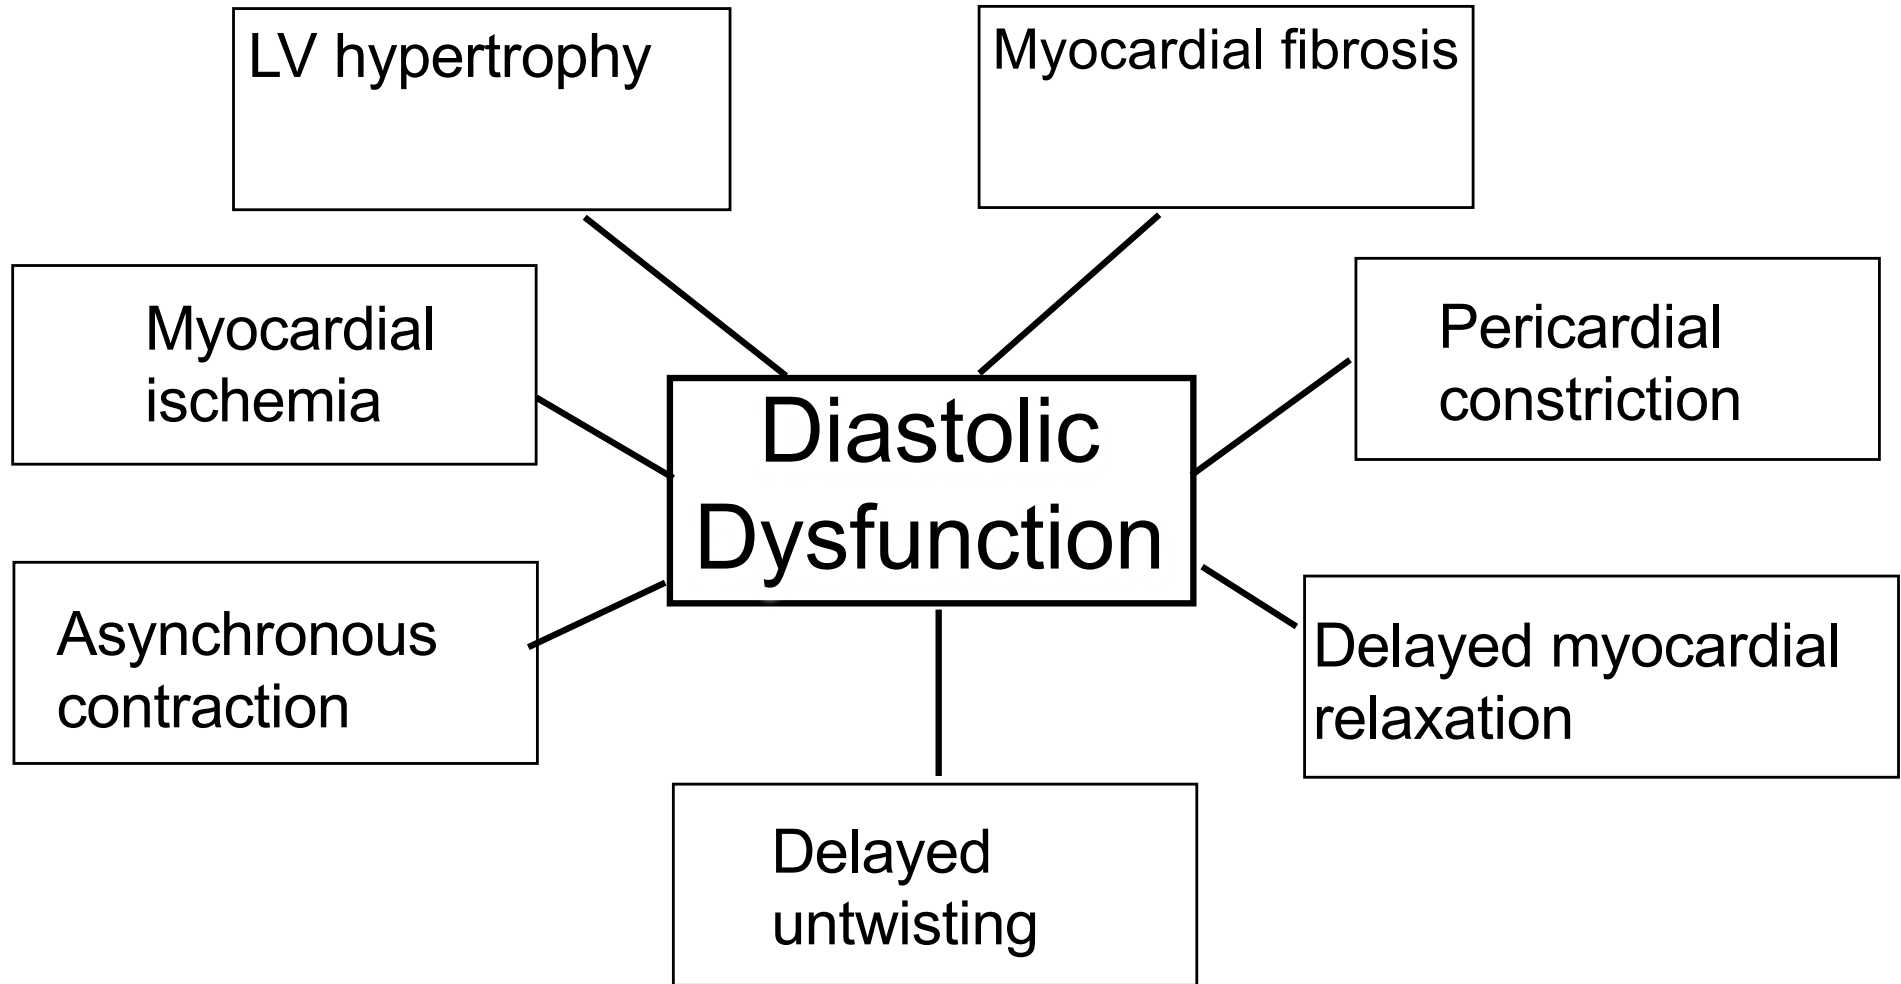 LV hypertrophy
Myocardial fibrosis
Myocardial
ischemia
Pericardial
constriction
Diastolic
Dysfunction
Asynchronous
contraction
Delayed myocardial
relaxation
Delayed
untwisting